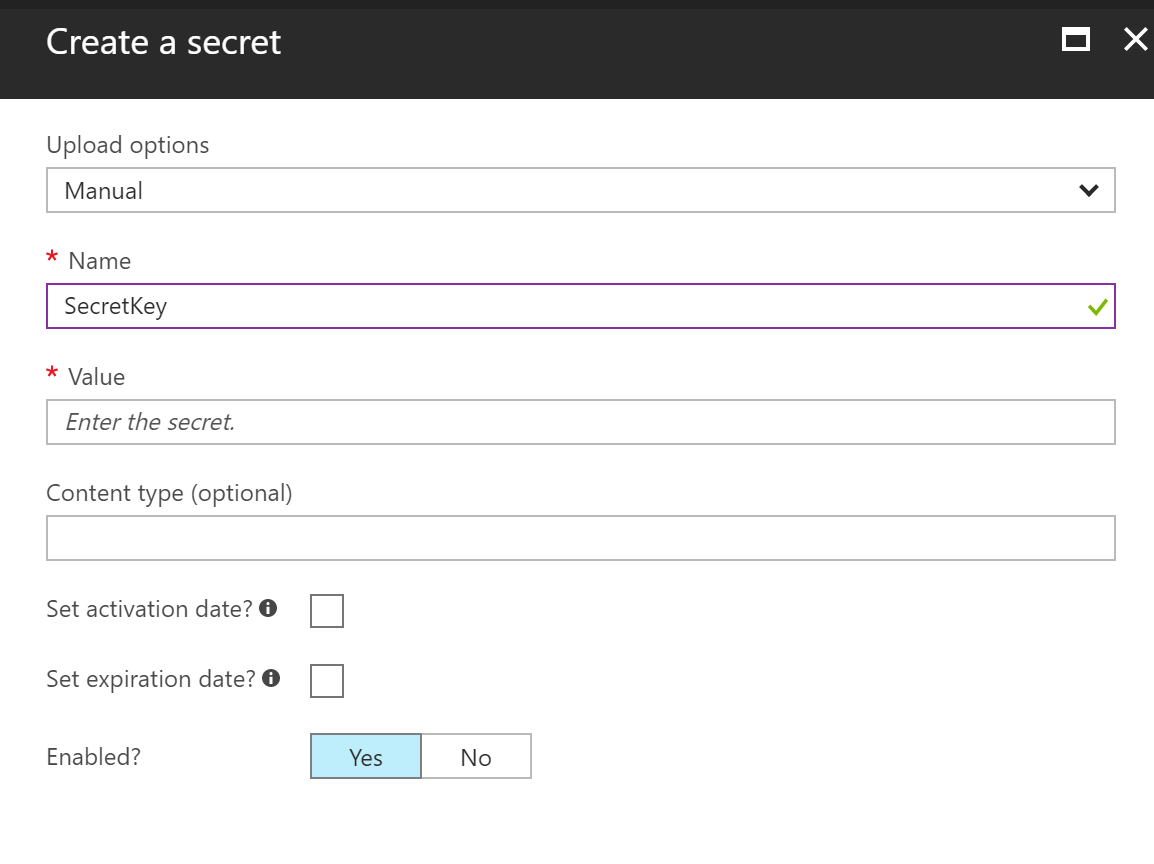 Create a secret
Upload options
Manual
* Name
SecretKey
* Value
Enter the secret.
Content type (optional)
Set activation date?
Set expiration date?
Enabled?
Yes No